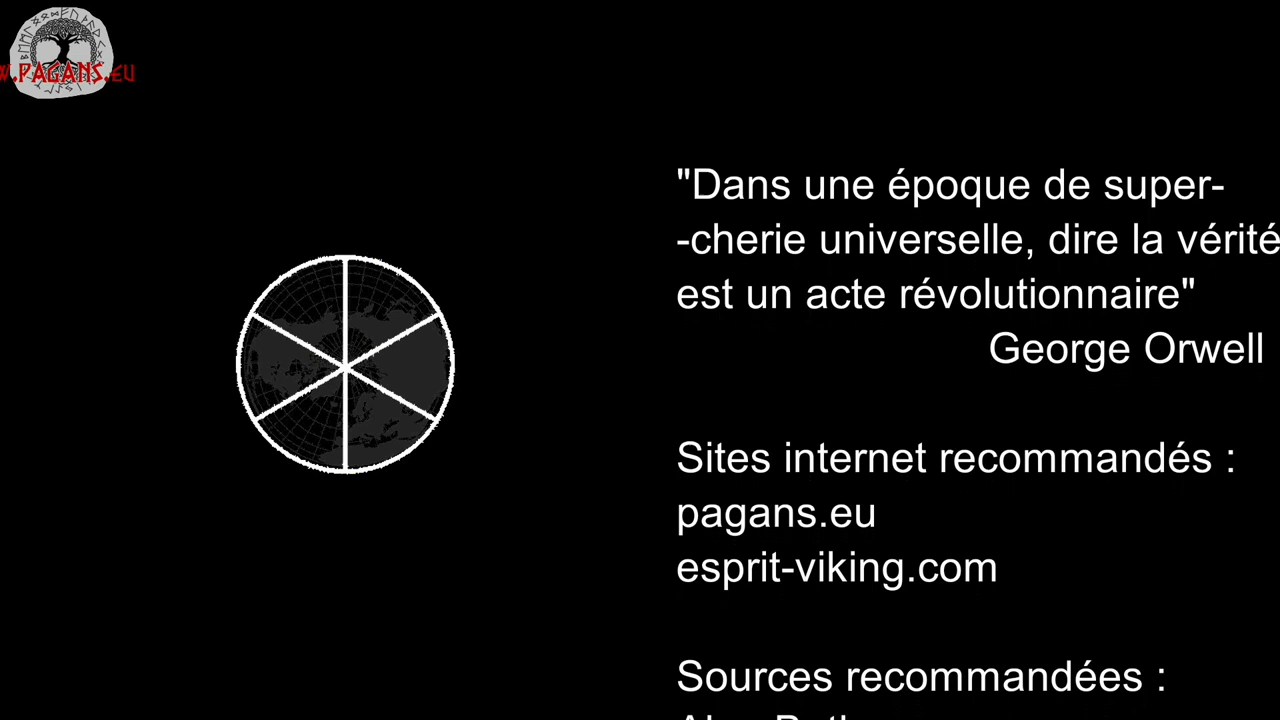 W.PAGANS.EU
"Dans une époque de super-
-cherie universelle, dire la vérité
est un acte révolutionnaire"
George Orwell
Sites internet recommandés :
pagans.eu
esprit-viking.com
Sources recommandées :